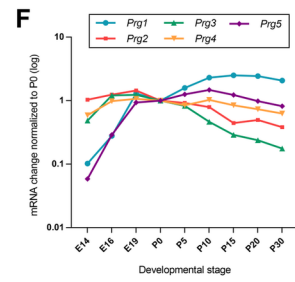 F
Prg1 Prg3 Prg5
Prg2 Prg4
mRNA change normalized to P0 (log)
10
1
0.1
0.01
E14 E16 E19 P0 P5 P10 P15 P20 P30
Developmental stage